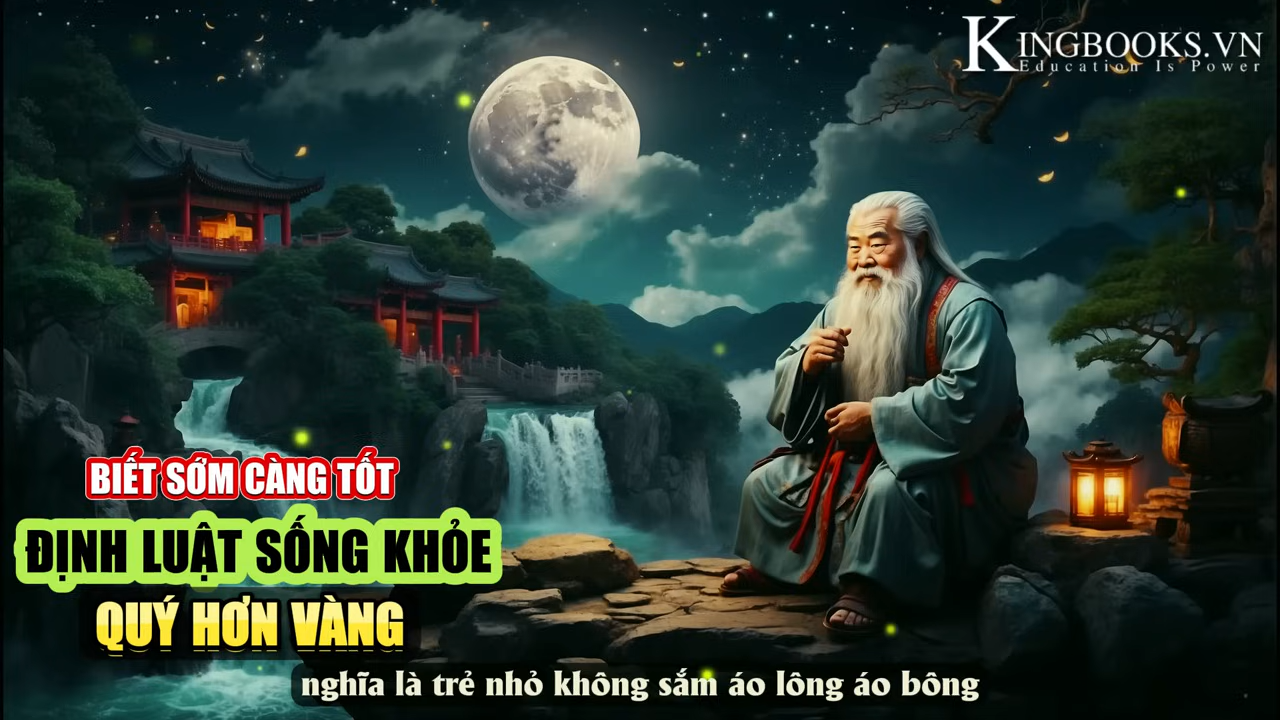 KINGBOOKS.VN
Education Is Power
BIẾT SỚM CÀNG TỐT
ĐỊNH LUẬT SỐNG KHỎE
QUÝ HƠN VÀNG
nghĩa là trẻ nhỏ không sắm áo lông áo bông